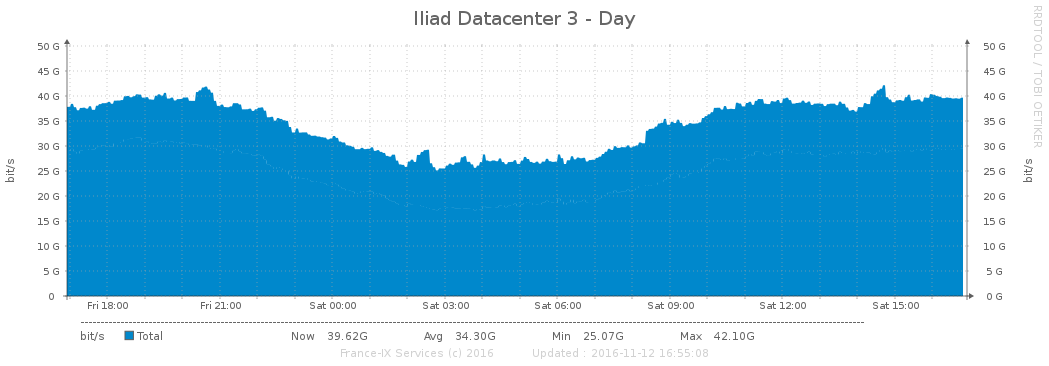 Iliad Datacenter 3 - Day
RRDTOOL / TOBI OETIKER
50 G 50 G
45 G 45 G
40 G 40 G
35 G 35 G
30 G 30 G
25 G 25 G
20 G 20 G
15 G 15 G
10 G 10 G
5 G 5 G
0 0 G
bit/s bit/s
Fri 18:00 Fri 21:00 Sat 00:00 Sat 03:00 Sat 06:00 Sat 09:00 Sat 12:00 Sat 15:00
bit/s Total Now 39.62G Avg 34.30G Min 25.07G Max 42.10G
France-IX Services (c) 2016 Updated : 2016-11-12 16:55:08